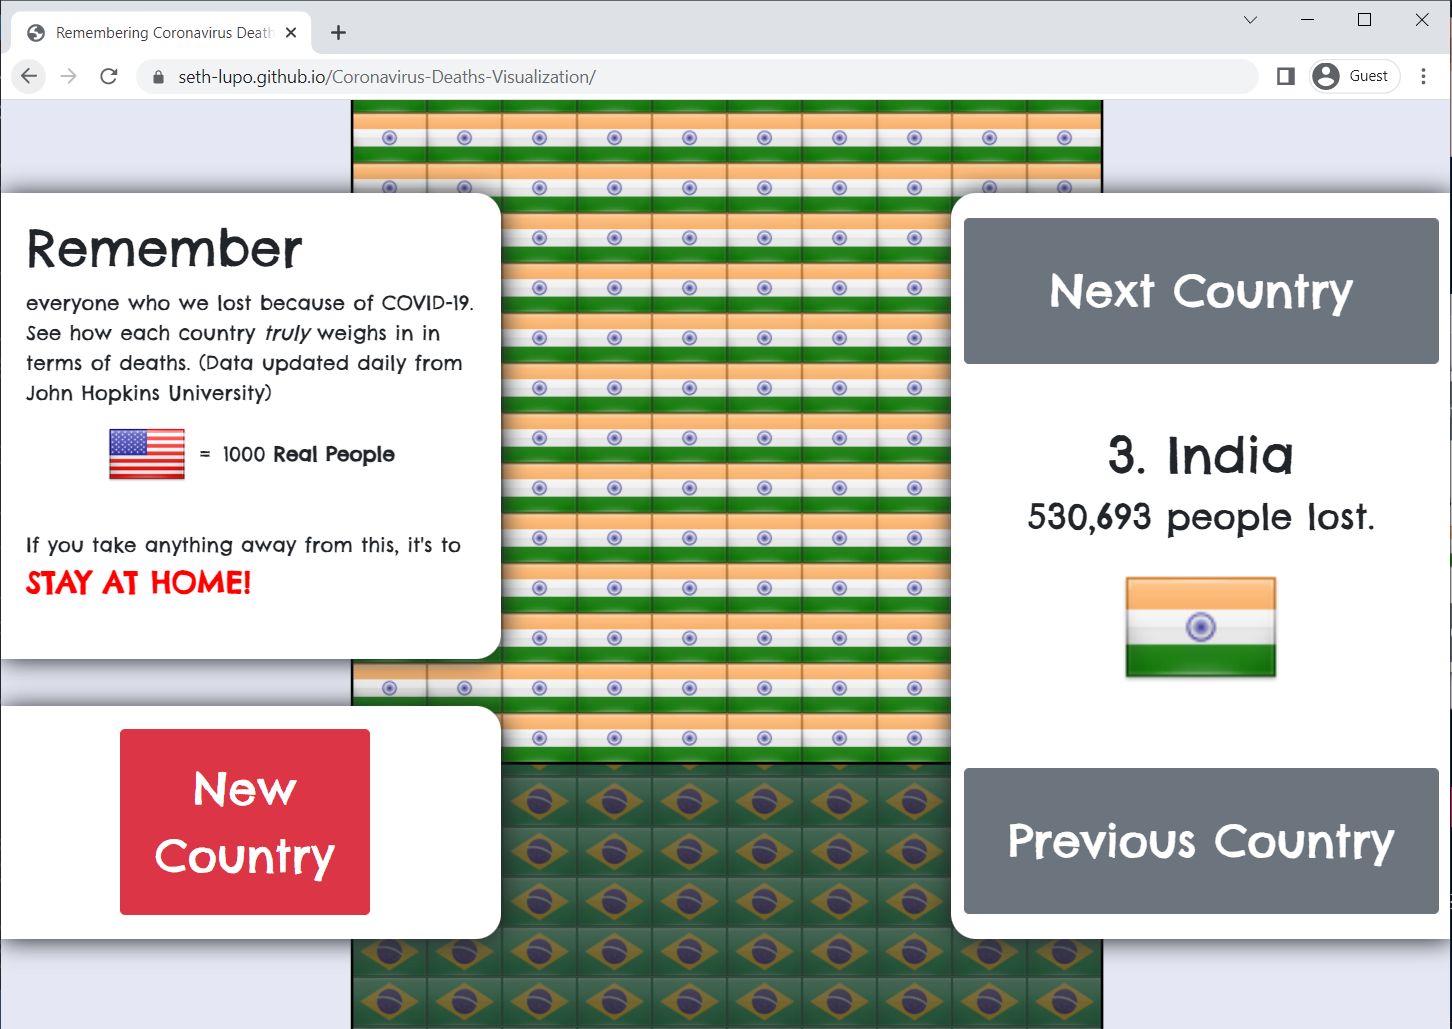 Remembering Coronavirus Death
seth-lupo.github.io/Coronavirus-Deaths-Visualization/
Guest
Remember
everyone who we lost because of COVID-19.
See how each country truly weighs in in
terms of deaths. (Data updated daily from
John Hopkins University)
= 1000 Real People
If you take anything away from this, it's to
STAY AT HOME!
New
Country
Next Country
3. India
530,693 people lost.
Previous Country